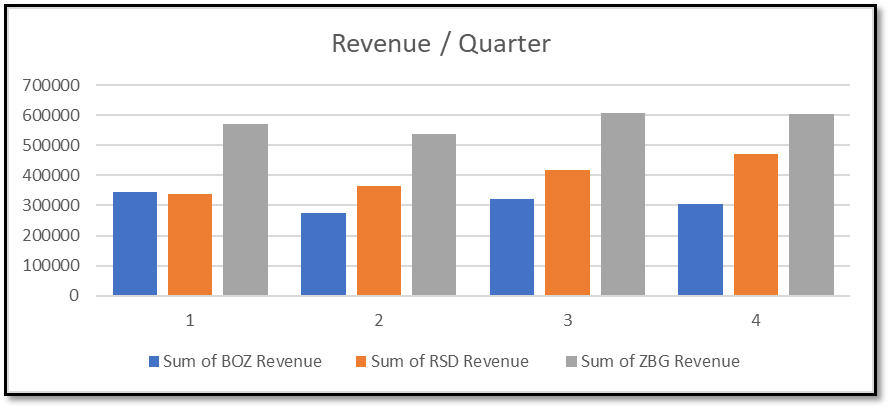 Revenue / Quarter
700000
600000
500000
400000
300000
200000
100000
0
1 2 3 4
Sum of BOZ Revenue Sum of RSD Revenue Sum of ZBG Revenue